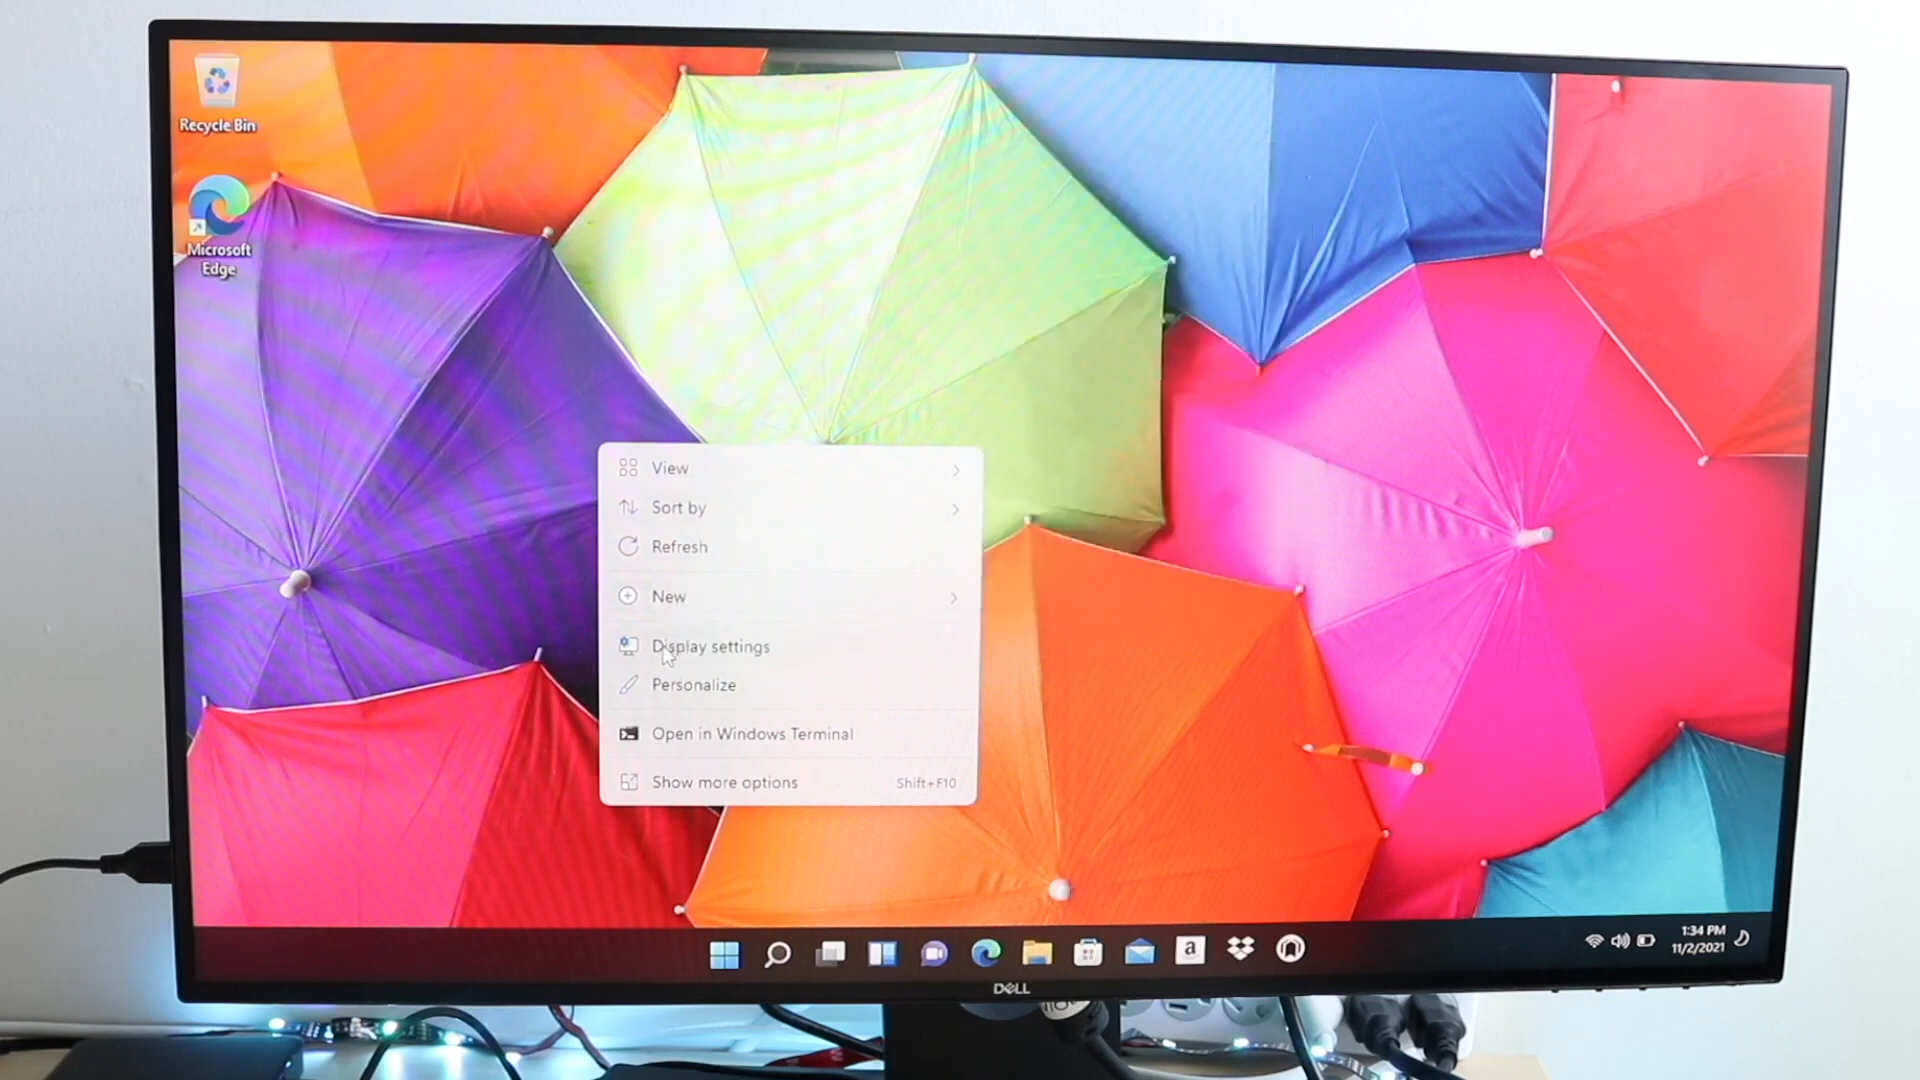 Recycle Bin
Microsoft
Edge
View
Sort by
Refresh
New
Display settings
Personalize
Open in Windows Terminal
Show more options Shift+F10
a
1:34 PM
11/2/2021
DELL